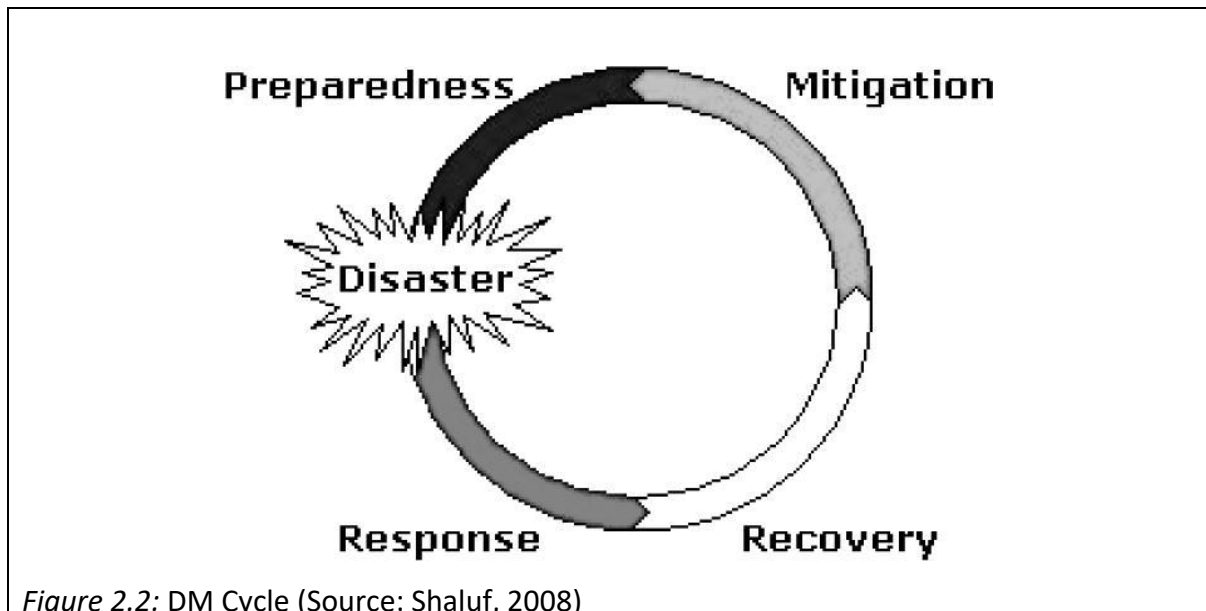 Preparedness
Mitigation
Disaster
Response
Recovery
Figure 2.2: DM Cycle (Source: Shaluf, 2008)